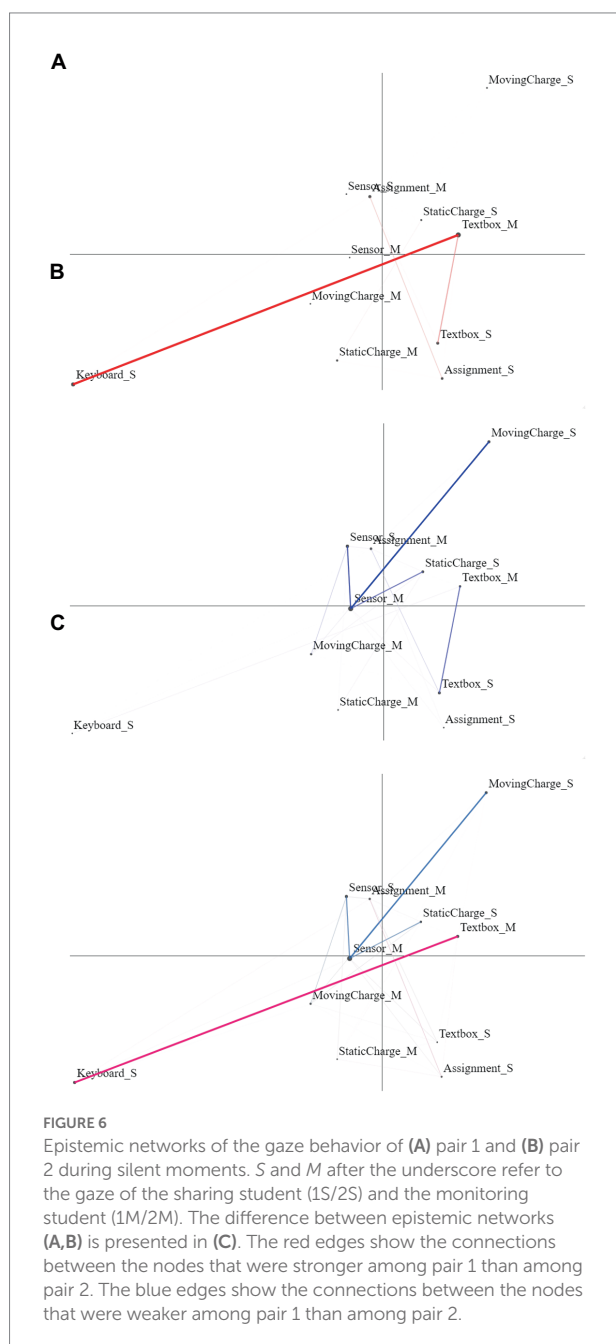 A
MovingCharge_S
Sensor_S
Assignment_M
StaticCharge_S
Textbox_M
Sensor_M
B
MovingCharge_M
Textbox_S
StaticCharge_M
Assignment_S
Keyboard_S
MovingCharge_S
Sensor_S
Assignment_M
StaticCharge_S
Textbox_M
Sensor_M
C
MovingCharge_M
Textbox_S
StaticCharge_M
Assignment_S
Keyboard_S
MovingCharge_S
Sensor_S
Assignment_M
StaticCharge_S
Textbox_M
Sensor_M
MovingCharge_M
Textbox_S
StaticCharge_M
Assignment_S
Keyboard_S
FIGURE 6
Epistemic networks of the gaze behavior of (A) pair 1 and (B) pair
2 during silent moments. S and M after the underscore refer to
the gaze of the sharing student (1S/2S) and the monitoring
student (1M/2M). The difference between epistemic networks
(A,B) is presented in (C). The red edges show the connections
between the nodes that were stronger among pair 1 than among
pair 2. The blue edges show the connections between the nodes
that were weaker among pair 1 than among pair 2.